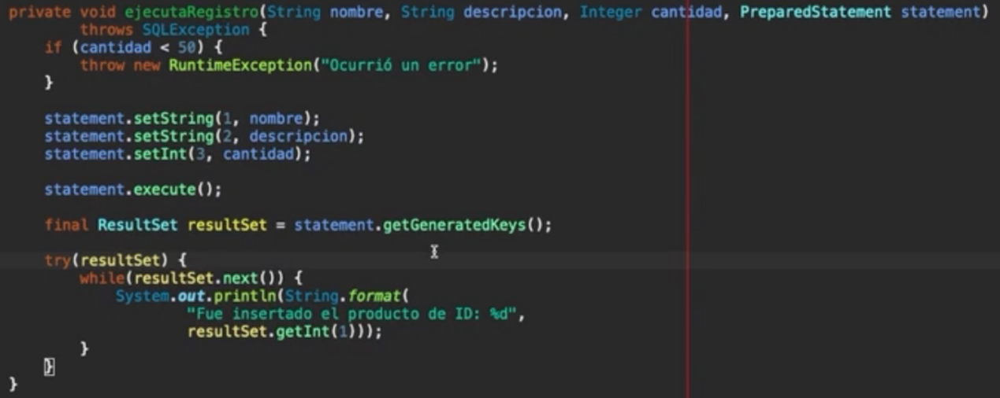 private void ejecutaRegistro(String nombre, String descripcion, Integer cantidad, PreparedStatement statement)
        throws SQLException {
    if (cantidad < 50) {
        throw new RuntimeException("Ocurrió un error");
    }

    statement.setString(1, nombre);
    statement.setString(2, descripcion);
    statement.setInt(3, cantidad);

    statement.execute();

    final ResultSet resultSet = statement.getGeneratedKeys();

    try(resultSet) {
        while(resultSet.next()) {
            System.out.println(String.format(
                    "Fue insertado el producto de ID: %d",
                    resultSet.getInt(1)));
        }
    }
}